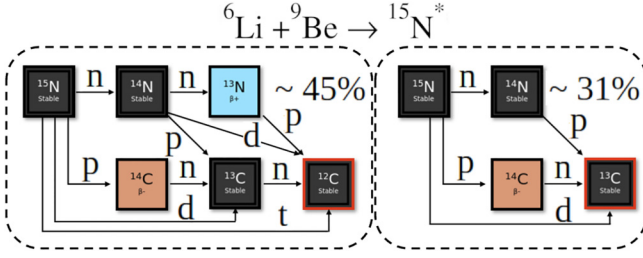 ⁶Li + ⁹Be → ¹⁵N*
¹⁵N Stable n ¹⁴N Stable n ¹³N β+ ~ 45%
p d p
p ¹⁴C β- n ¹³C Stable n ¹²C Stable
d t
¹⁵N Stable n ¹⁴N Stable ~ 31%
p
p ¹⁴C β- n ¹³C Stable
d